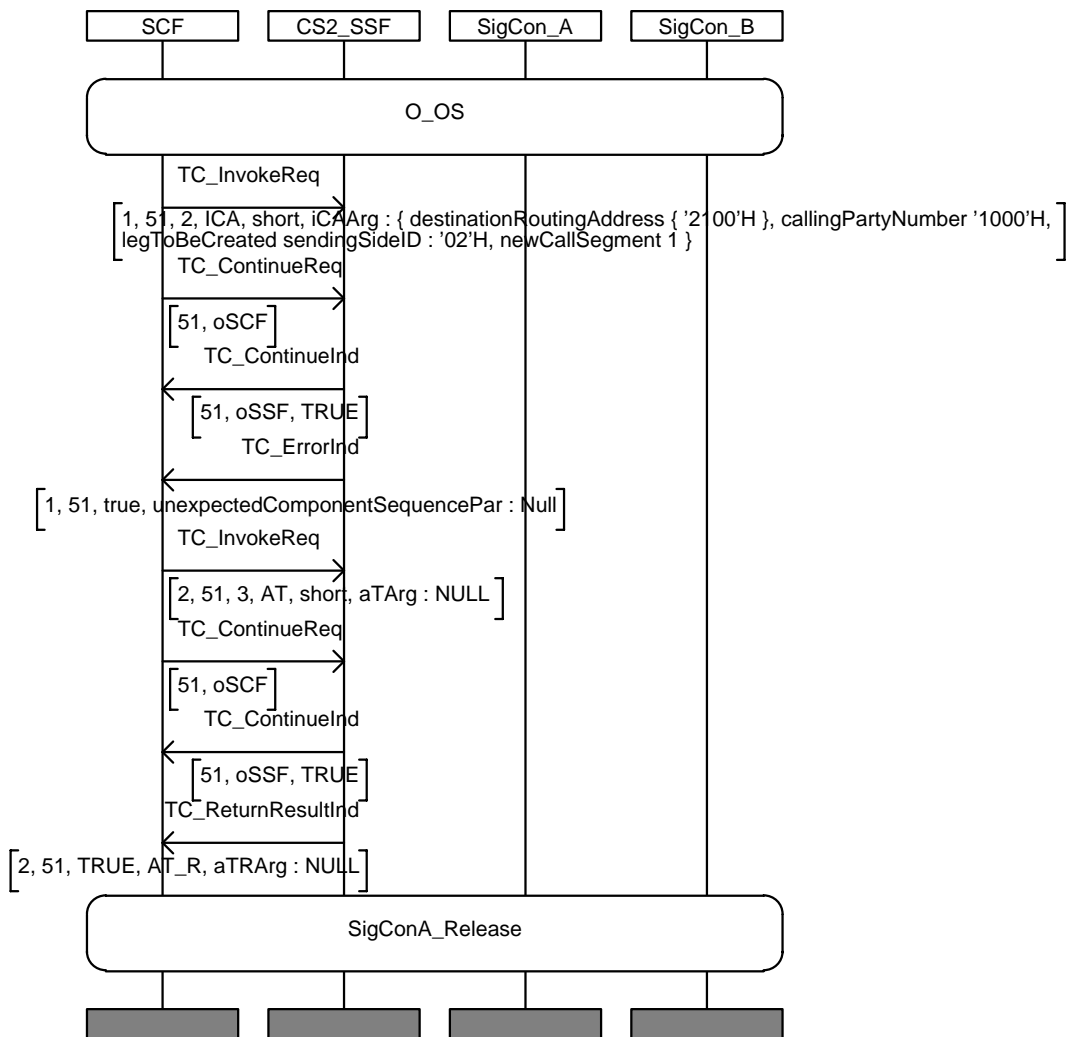 SCF CS2_SSF SigCon_A SigCon_B
O_OS
TC_InvokeReq
1, 51, 2, ICA, short, iCAArg : { destinationRoutingAddress { '2100'H }, callingPartyNumber '1000'H,
legToBeCreated sendingSideID : '02'H, newCallSegment 1 }
TC_ContinueReq
51, oSCF
TC_ContinueInd
51, oSSF, TRUE
TC_ErrorInd
1, 51, true, unexpectedComponentSequencePar : Null
TC_InvokeReq
2, 51, 3, AT, short, aTArg : NULL
TC_ContinueReq
51, oSCF
TC_ContinueInd
51, oSSF, TRUE
TC_ReturnResultInd
2, 51, TRUE, AT_R, aTRArg : NULL
SigConA_Release